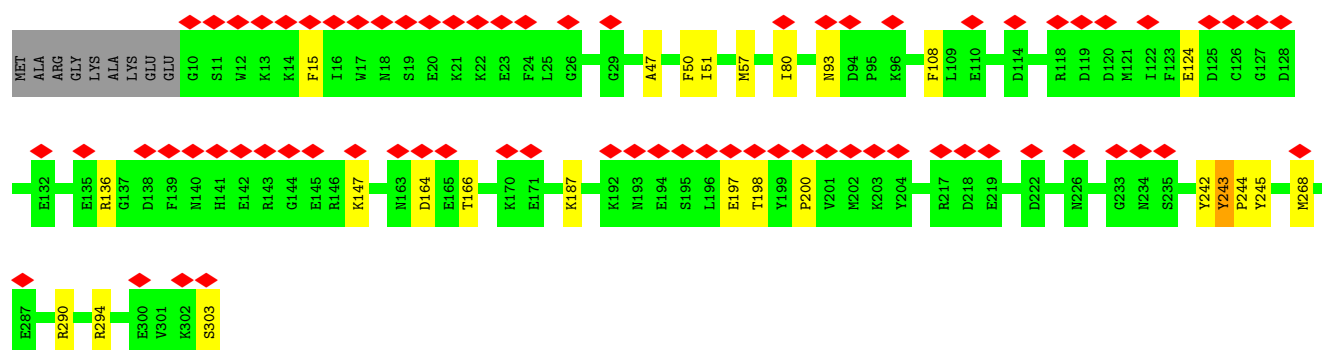 MET ALA ARG GLY LYS ALA LYS GLU GLU G10 S11 W12 K13 K14 F15 I16 W17 N18 S19 E20 K21 K22 E23 F24 L25 G26 G29 A47 F50 I51 M57 I80 N93 D94 P95 K96 F108 L109 E110 D114 R118 D119 D120 M121 I122 F123 E124 D125 C126 G127 D128
E132 E135 R136 G137 D138 F139 N140 H141 E142 R143 G144 E145 R146 K147 N163 D164 E165 T166 K170 E171 K187 K192 N193 E194 S195 L196 E197 T198 Y199 P200 V201 M202 K203 Y204 R217 D218 E219 D222 N226 G233 N234 S235 Y242 Y243 P244 Y245 M268
E287 R290 R294 E300 V301 K302 S303